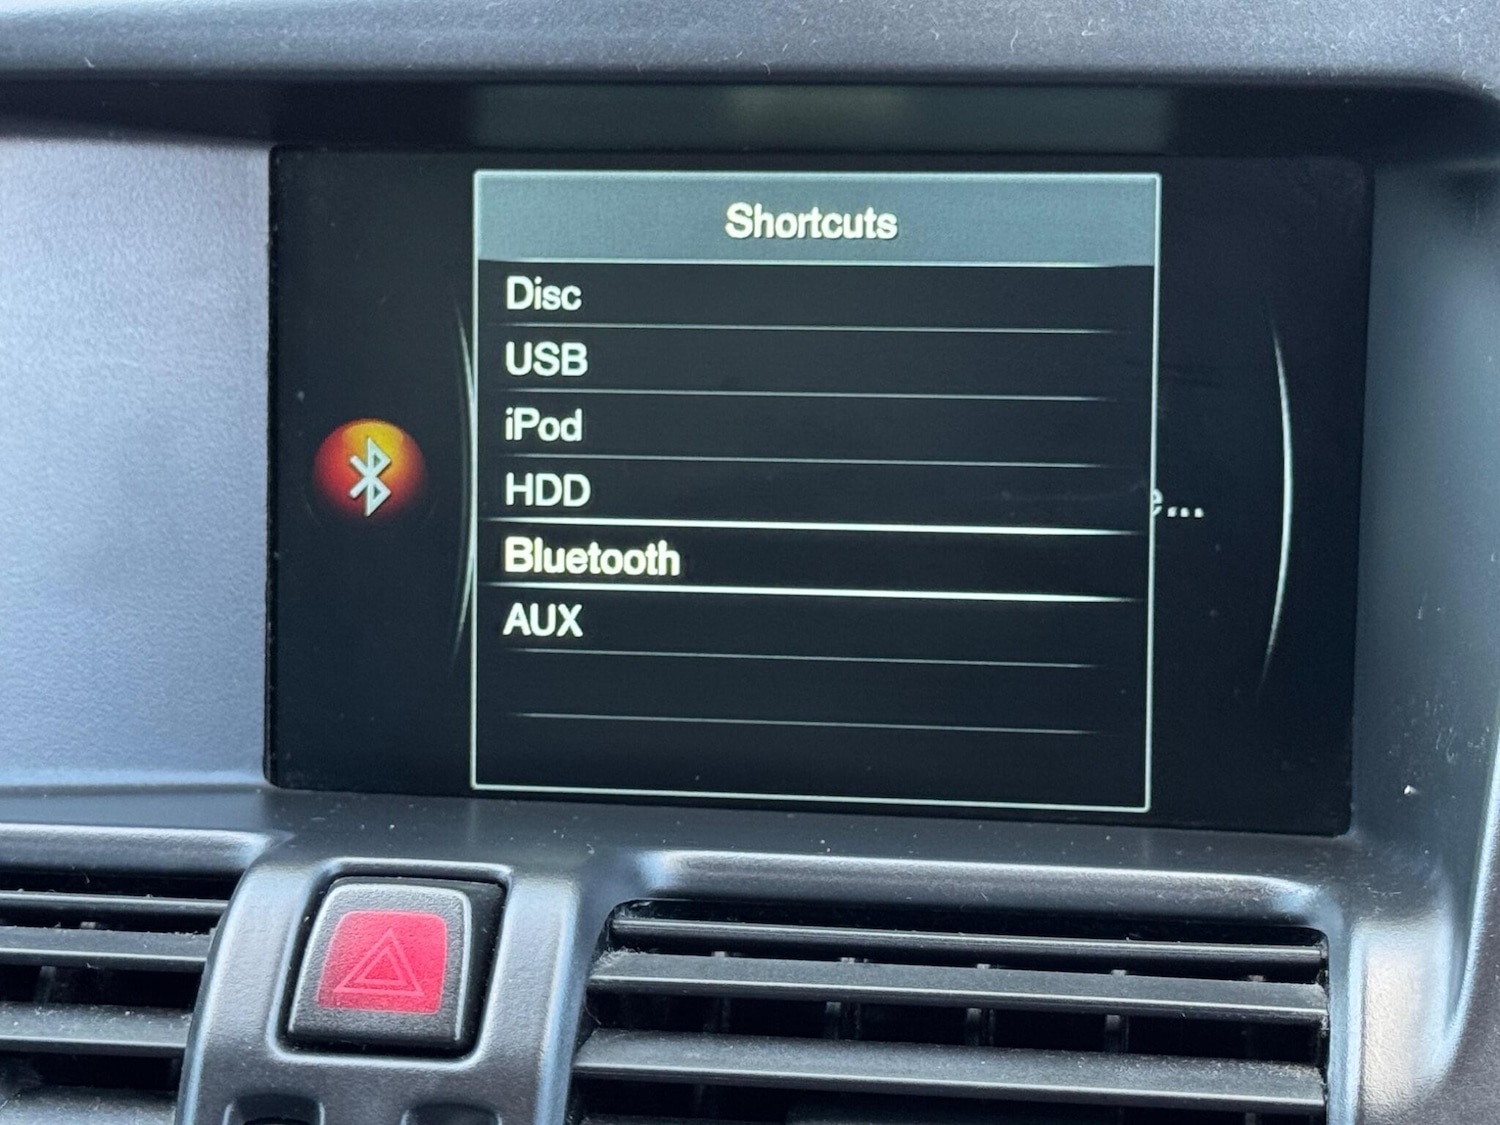 Shortcuts
Disc
USB
iPod
HDD
e...
Bluetooth
AUX